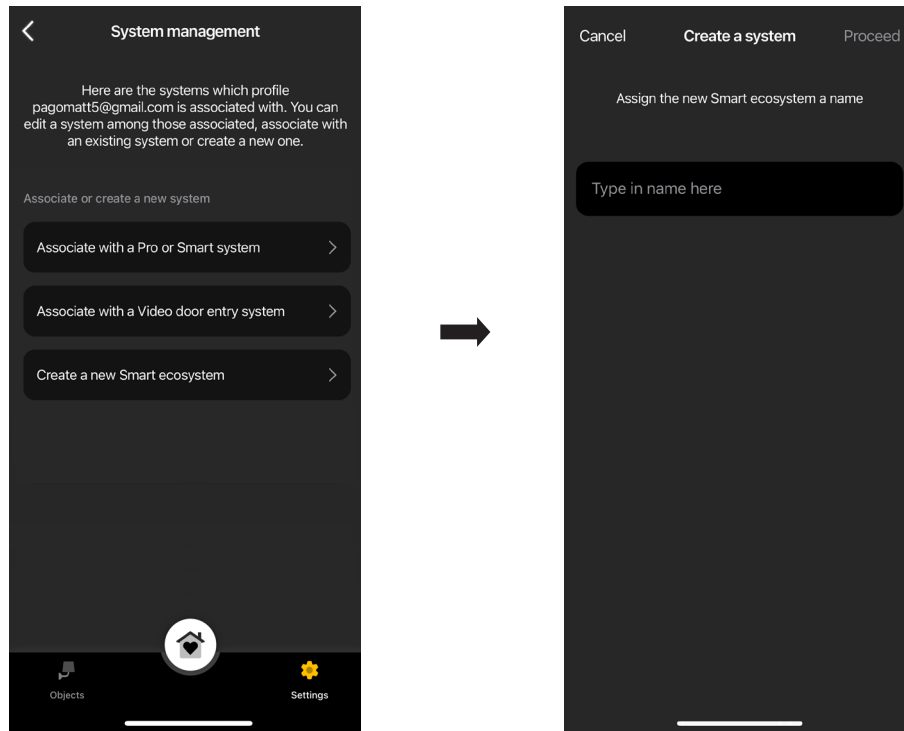 System management
Here are the systems which profile
pagomatt5@gmail.com is associated with. You can
edit a system among those associated, associate with
an existing system or create a new one.
Associate or create a new system
Associate with a Pro or Smart system
Associate with a Video door entry system
Create a new Smart ecosystem
Objects
Settings
Cancel
Create a system
Proceed
Assign the new Smart ecosystem a name
Type in name here